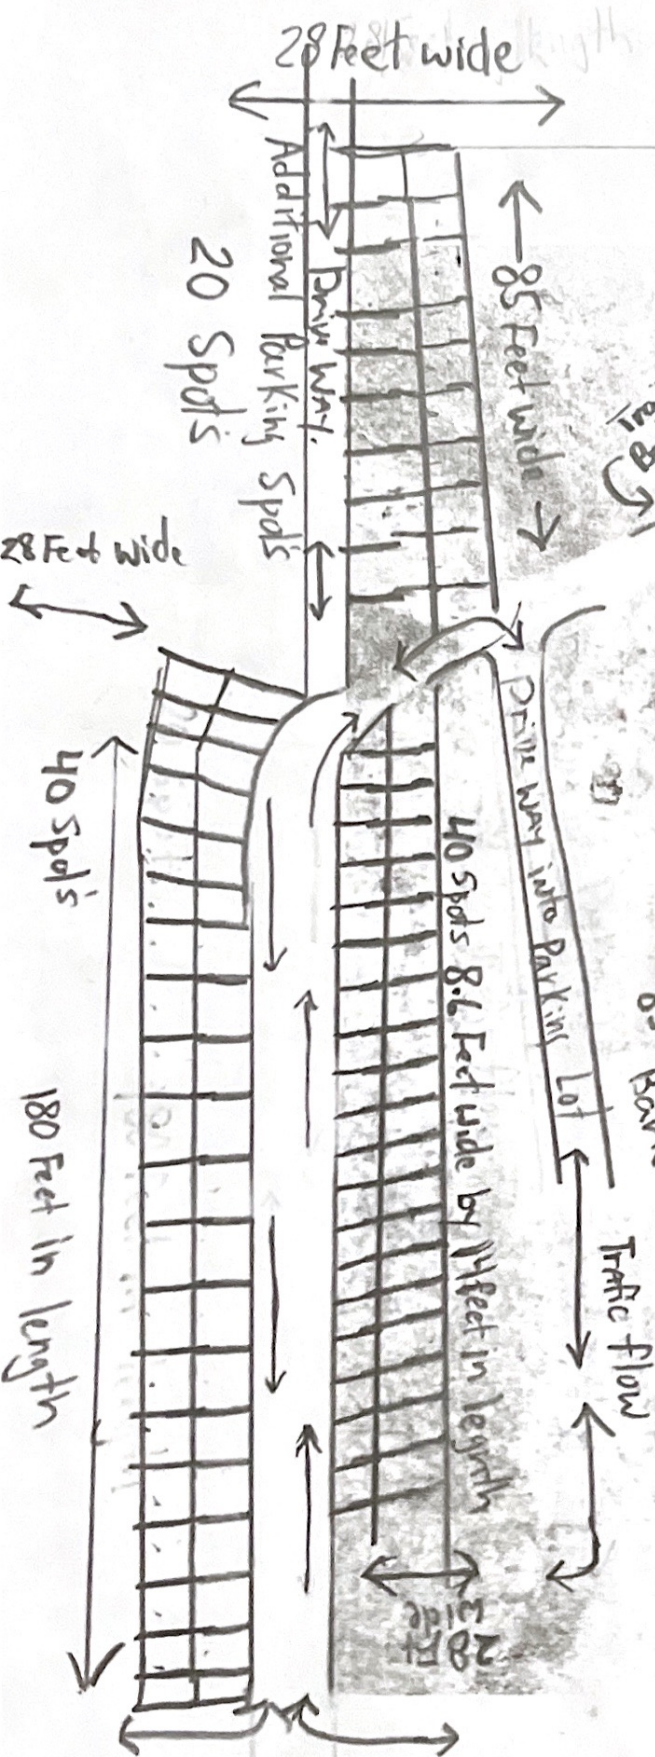 28 Feet wide
85 Feet wide
Drive Way.
Additional Parking Spots
20 Spots
28 Feet wide
Drive way into Parking Lot
40 Spots
40 Spots 8.6 Feet wide by 14 feet in legnth
180 Feet in length
Trafic flow
28 Ft
wide